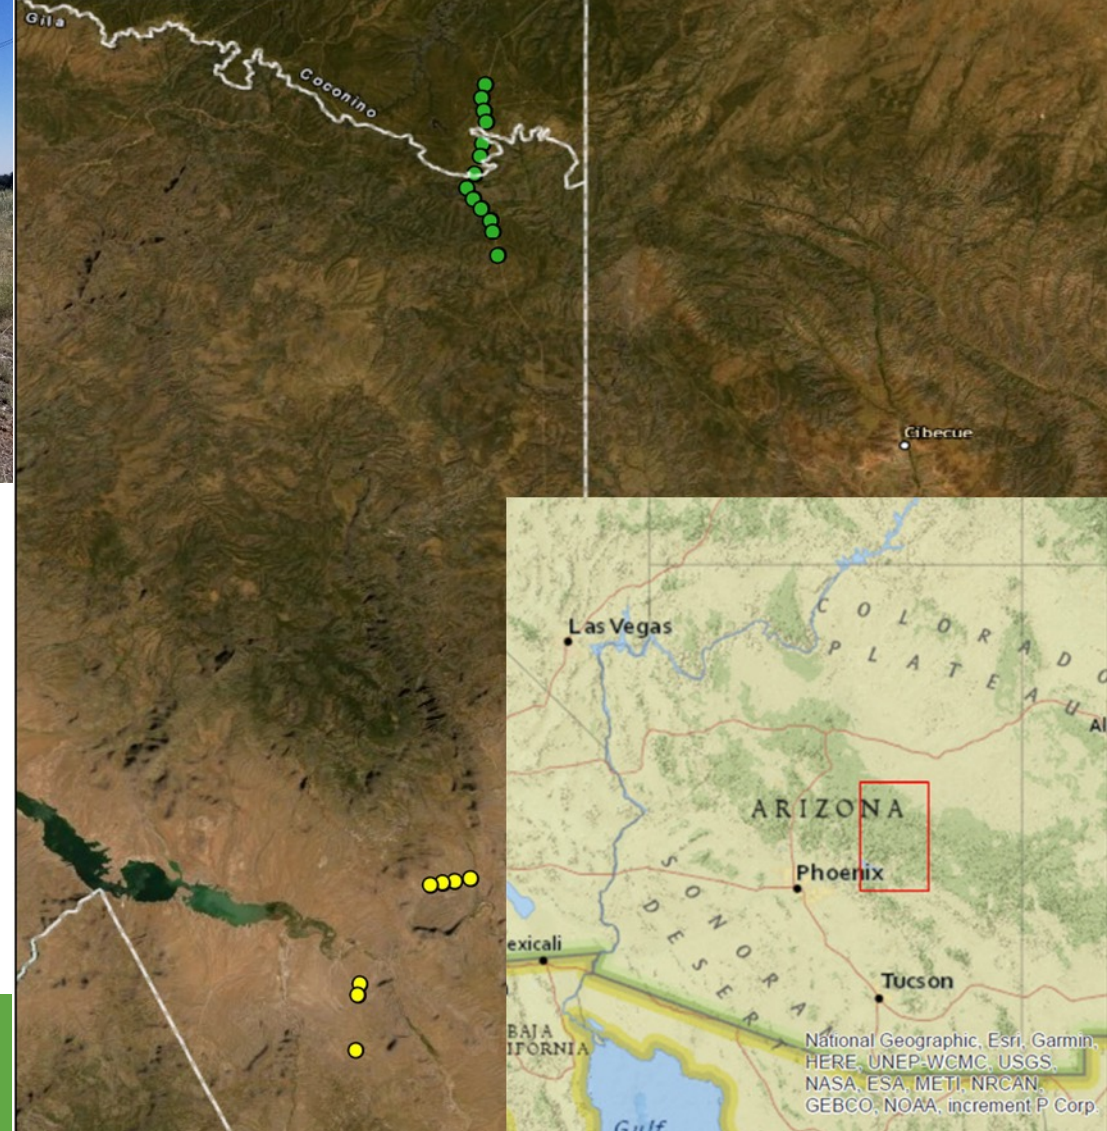 Gila
Coconino
Cibecue
COLORADO
PLATEAU
Las Vegas
Al
ARIZONA
Phoenix
SONORA
DESER
exicali
Tucson
BAJA
IFORNIA
National Geographic, Esri, Garmin,
HERE, UNEP-WCMC, USGS,
NASA, ESA, METI, NRCAN,
GEBCO, NOAA, increment P Corp.
Gulf